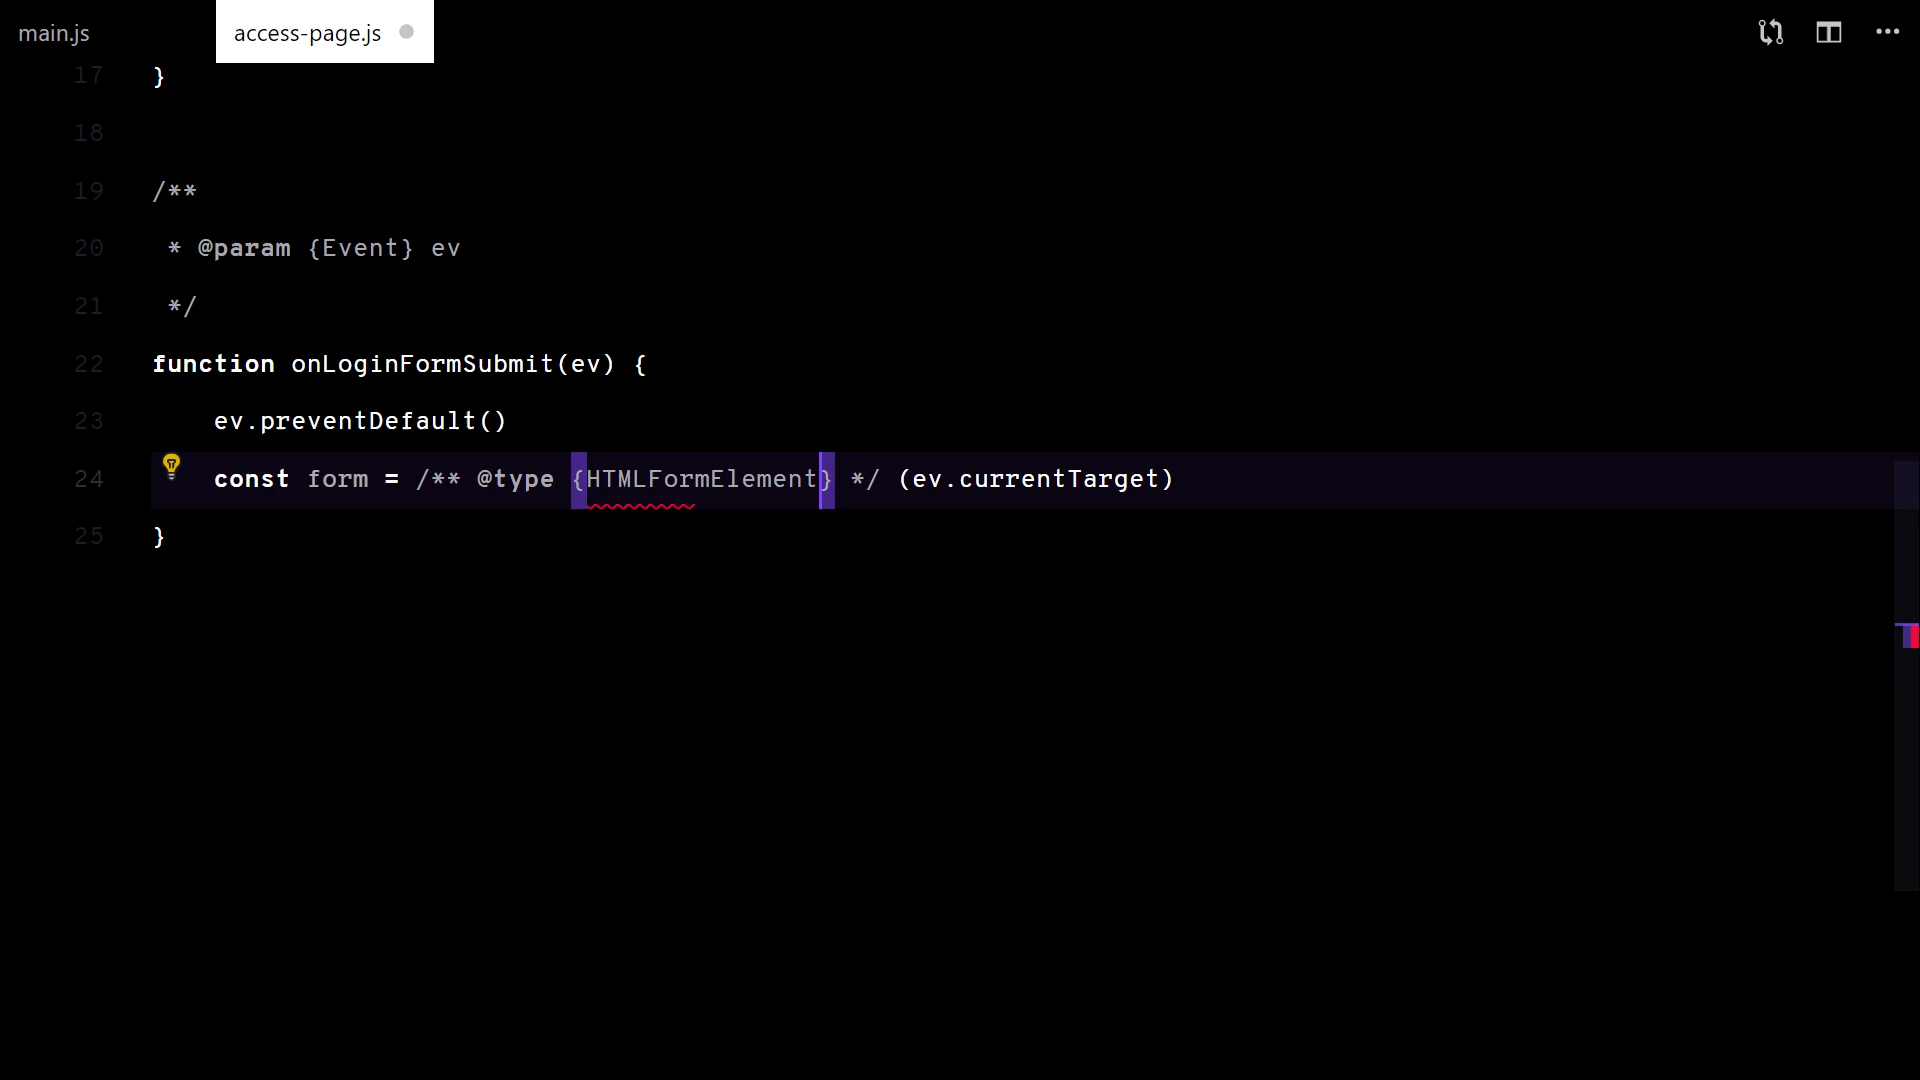 main.js access-page.js
17 }
18
19 /**
20  * @param {Event} ev
21  */
22 function onLoginFormSubmit(ev) {
23     ev.preventDefault()
24     const form = /** @type {HTMLFormElement} */ (ev.currentTarget)
25 }